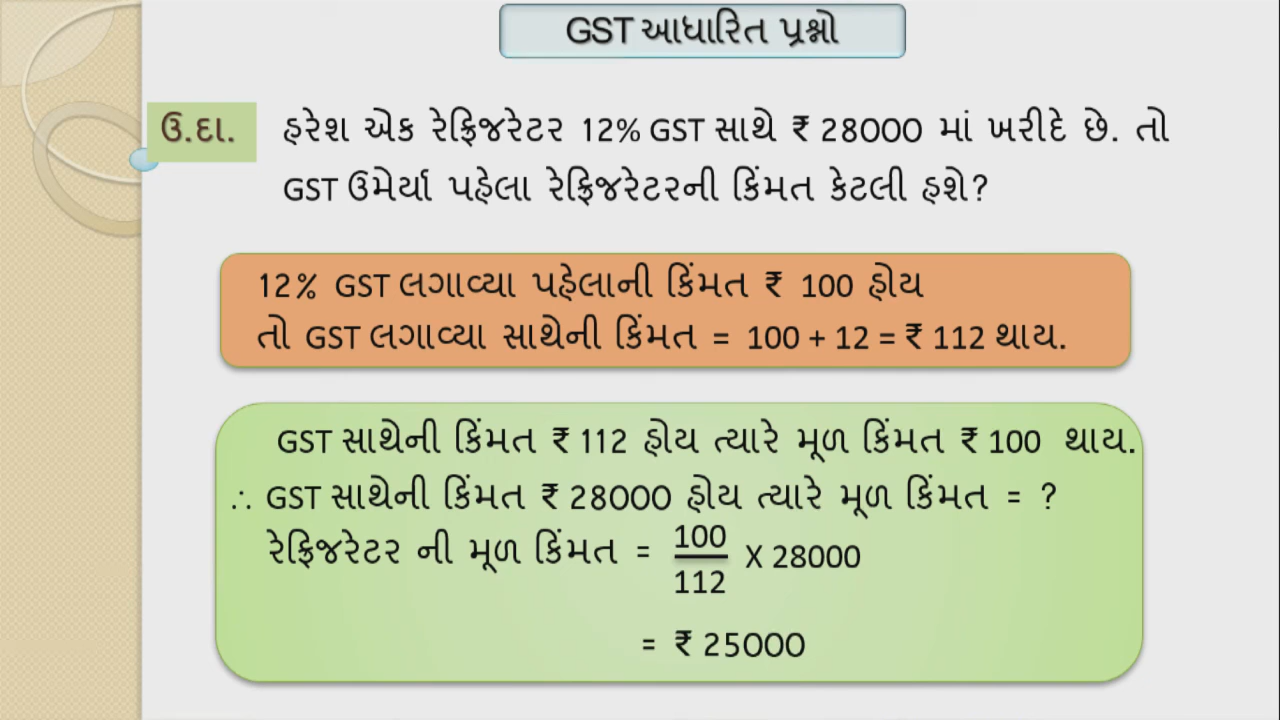 GST આધારિત પ્રશ્નો
ઉ.દા. હરેશ એક રેફ્રિજરેટર 12% GST સાથે ₹ 28000 માં ખરીદે છે. તો
GST ઉમેર્યા પહેલા રેફ્રિજરેટરની કિંમત કેટલી હશે?
12% GST લગાવ્યા પહેલાની કિંમત ₹ 100 હોય
તો GST લગાવ્યા સાથેની કિંમત = 100 + 12 = ₹ 112 થાય.
GST સાથેની કિંમત ₹ 112 હોય ત્યારે મૂળ કિંમત ₹ 100 થાય.
∴ GST સાથેની કિંમત ₹ 28000 હોય ત્યારે મૂળ કિંમત = ?
રેફ્રિજરેટર ની મૂળ કિંમત = 100/112 X 28000
= ₹ 25000